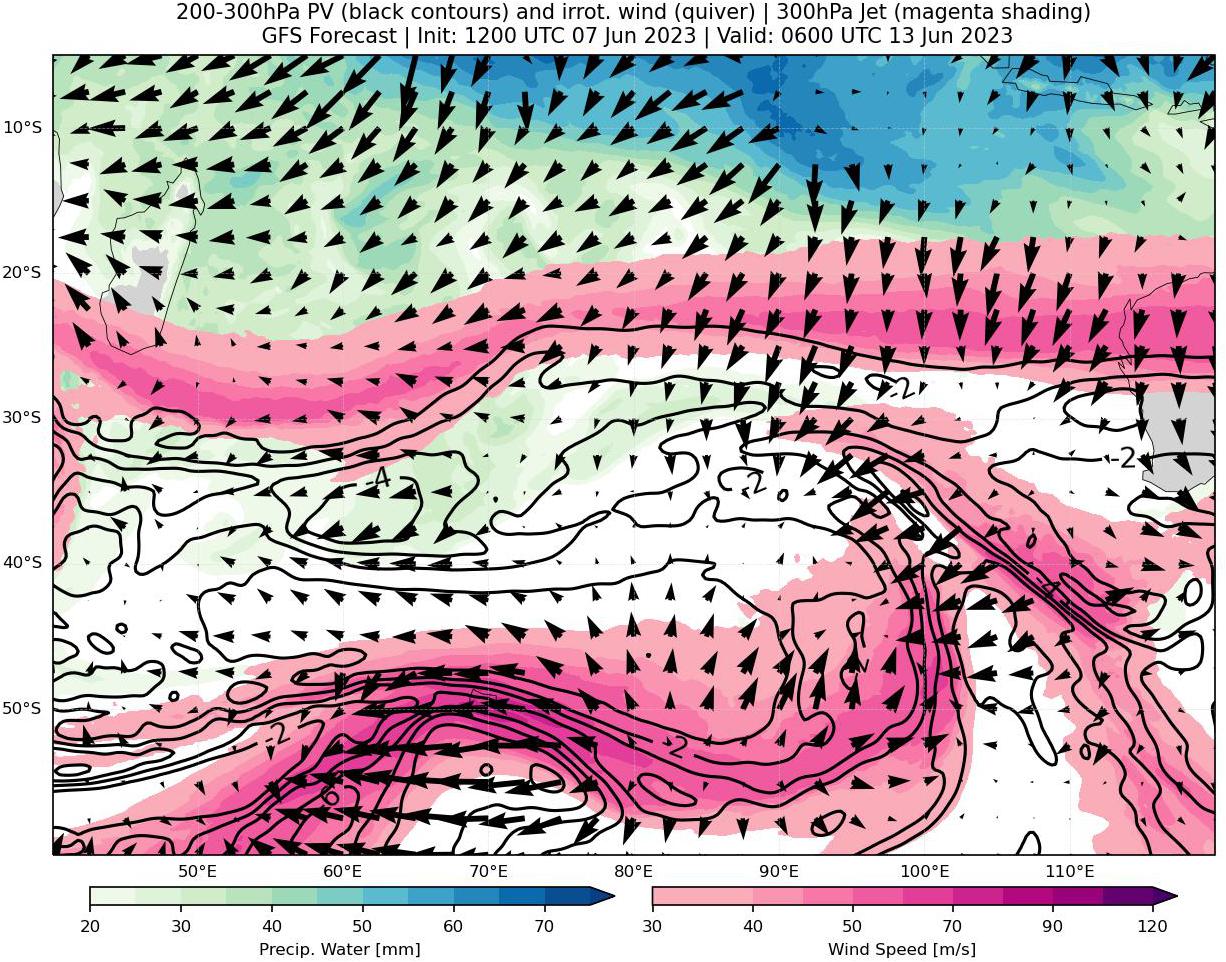 200-300hPa PV (black contours) and irrot. wind (quiver) | 300hPa Jet (magenta shading)
GFS Forecast | Init: 1200 UTC 07 Jun 2023 | Valid: 0600 UTC 13 Jun 2023
10°S
20°S
-2
30°S
-2
-4
-2
40°S
50°S
-2
-2
50°E 60°E 70°E 80°E 90°E 100°E 110°E
20 30 40 50 60 70
30 40 50 70 90 120
Precip. Water [mm]
Wind Speed [m/s]